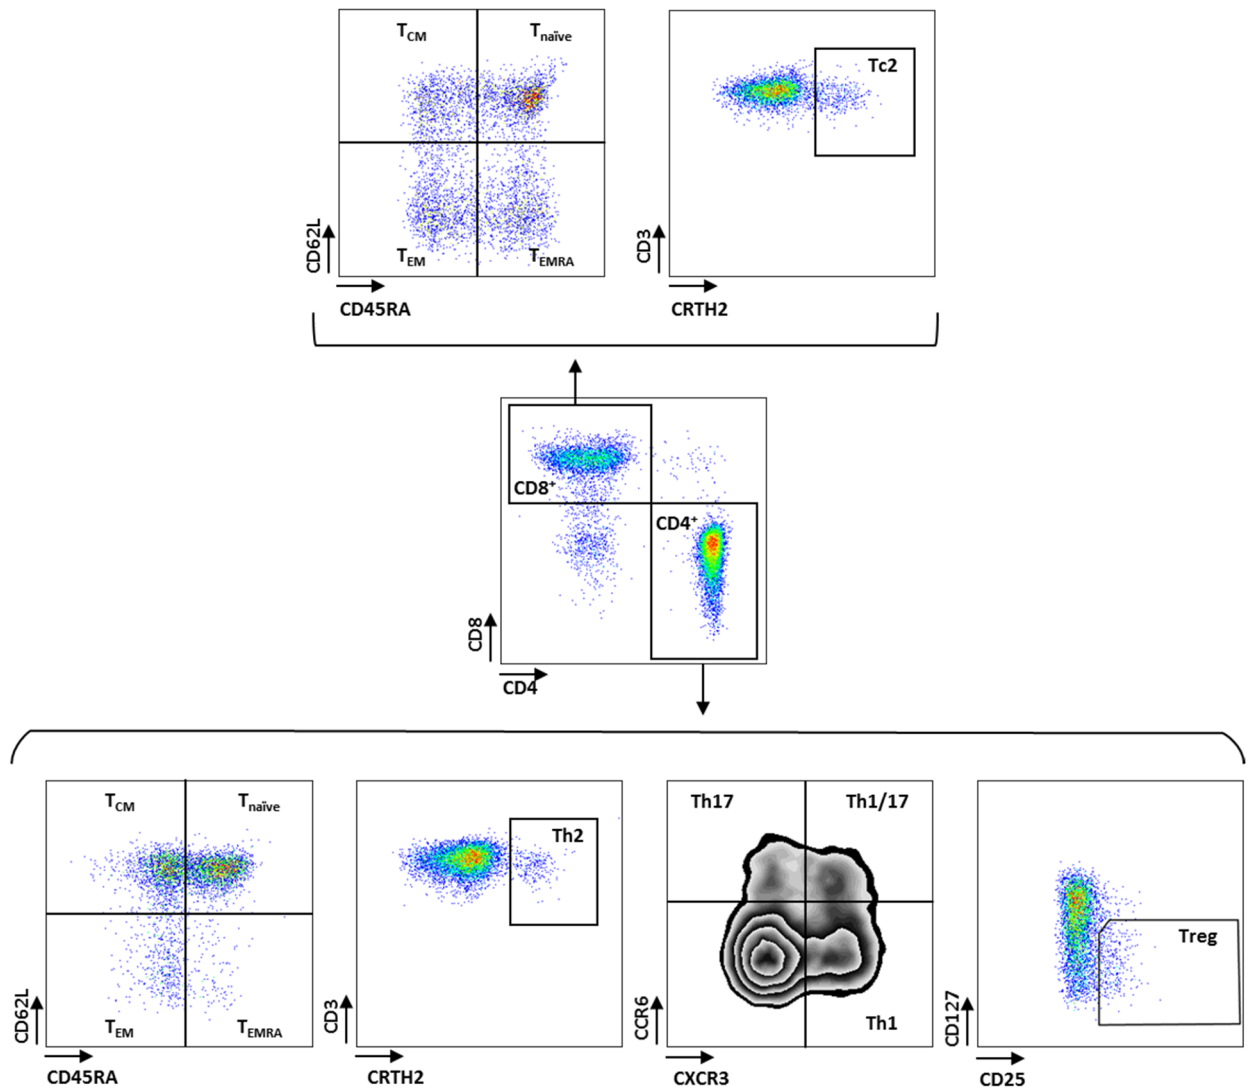 T_CM
T_naïve
T_EM
T_EMRA
CD62L
CD45RA
Tc2
CD3
CRTH2
CD8+
CD4+
CD8
CD4
T_CM
T_naïve
T_EM
T_EMRA
CD62L
CD45RA
Th2
CD3
CRTH2
Th17
Th1/17
Th1
CCR6
CXCR3
Treg
CD127
CD25